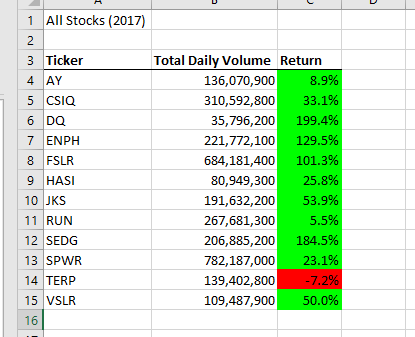 A B C D
1 All Stocks (2017)
2
3 Ticker Total Daily Volume Return
4 AY 136,070,900 8.9%
5 CSIQ 310,592,800 33.1%
6 DQ 35,796,200 199.4%
7 ENPH 221,772,100 129.5%
8 FSLR 684,181,400 101.3%
9 HASI 80,949,300 25.8%
10 JKS 191,632,200 53.9%
11 RUN 267,681,300 5.5%
12 SEDG 206,885,200 184.5%
13 SPWR 782,187,000 23.1%
14 TERP 139,402,800 -7.2%
15 VSLR 109,487,900 50.0%
16